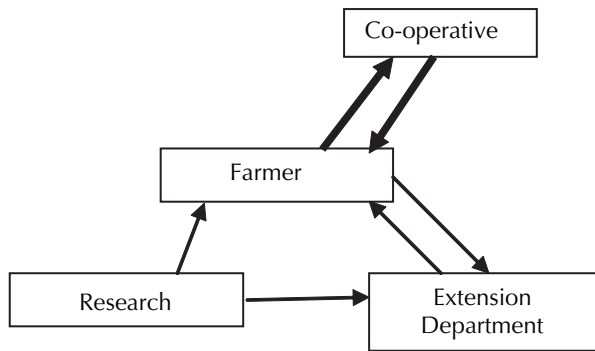 Co-operative
Farmer
Research
Extension
Department